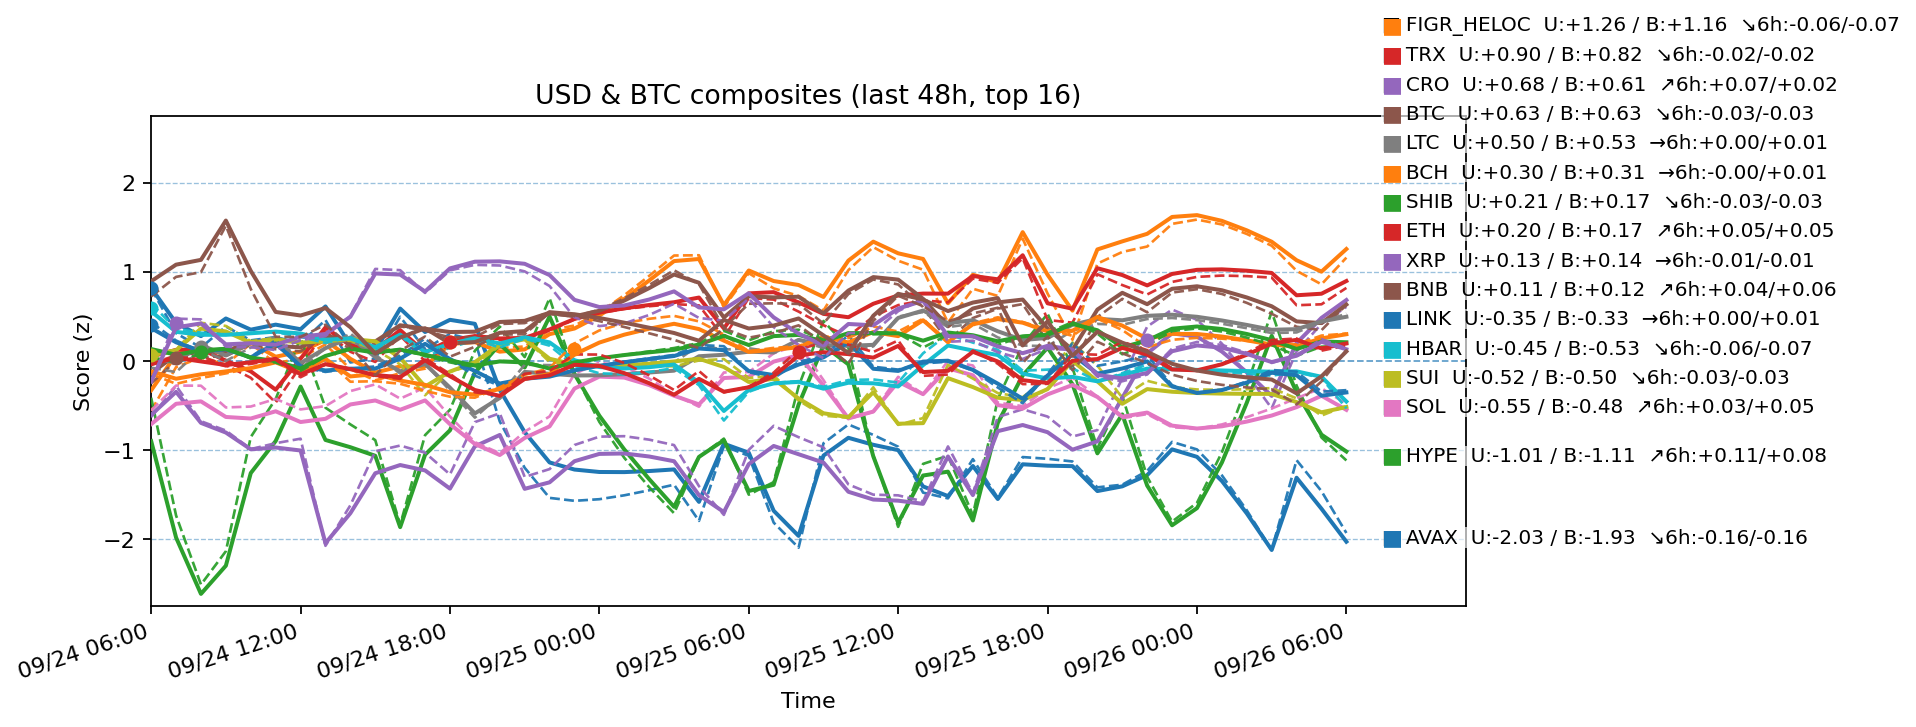 USD & BTC composites (last 48h, top 16)
FIGR_HELOC U:+1.26 / B:+1.16 ↘6h:-0.06/-0.07
TRX U:+0.90 / B:+0.82 ↘6h:-0.02/-0.02
CRO U:+0.68 / B:+0.61 ↗6h:+0.07/+0.02
BTC U:+0.63 / B:+0.63 ↘6h:-0.03/-0.03
LTC U:+0.50 / B:+0.53 →6h:+0.00/+0.01
BCH U:+0.30 / B:+0.31 →6h:-0.00/+0.01
SHIB U:+0.21 / B:+0.17 ↘6h:-0.03/-0.03
ETH U:+0.20 / B:+0.17 ↗6h:+0.05/+0.05
XRP U:+0.13 / B:+0.14 →6h:-0.01/-0.01
BNB U:+0.11 / B:+0.12 ↗6h:+0.04/+0.06
LINK U:-0.35 / B:-0.33 →6h:+0.00/+0.01
HBAR U:-0.45 / B:-0.53 ↘6h:-0.06/-0.07
SUI U:-0.52 / B:-0.50 ↘6h:-0.03/-0.03
SOL U:-0.55 / B:-0.48 ↗6h:+0.03/+0.05
HYPE U:-1.01 / B:-1.11 ↗6h:+0.11/+0.08
AVAX U:-2.03 / B:-1.93 ↘6h:-0.16/-0.16
Score (z)
2
1
0
−1
−2
09/24 06:00
09/24 12:00
09/24 18:00
09/25 00:00
09/25 06:00
09/25 12:00
09/25 18:00
09/26 00:00
09/26 06:00
Time